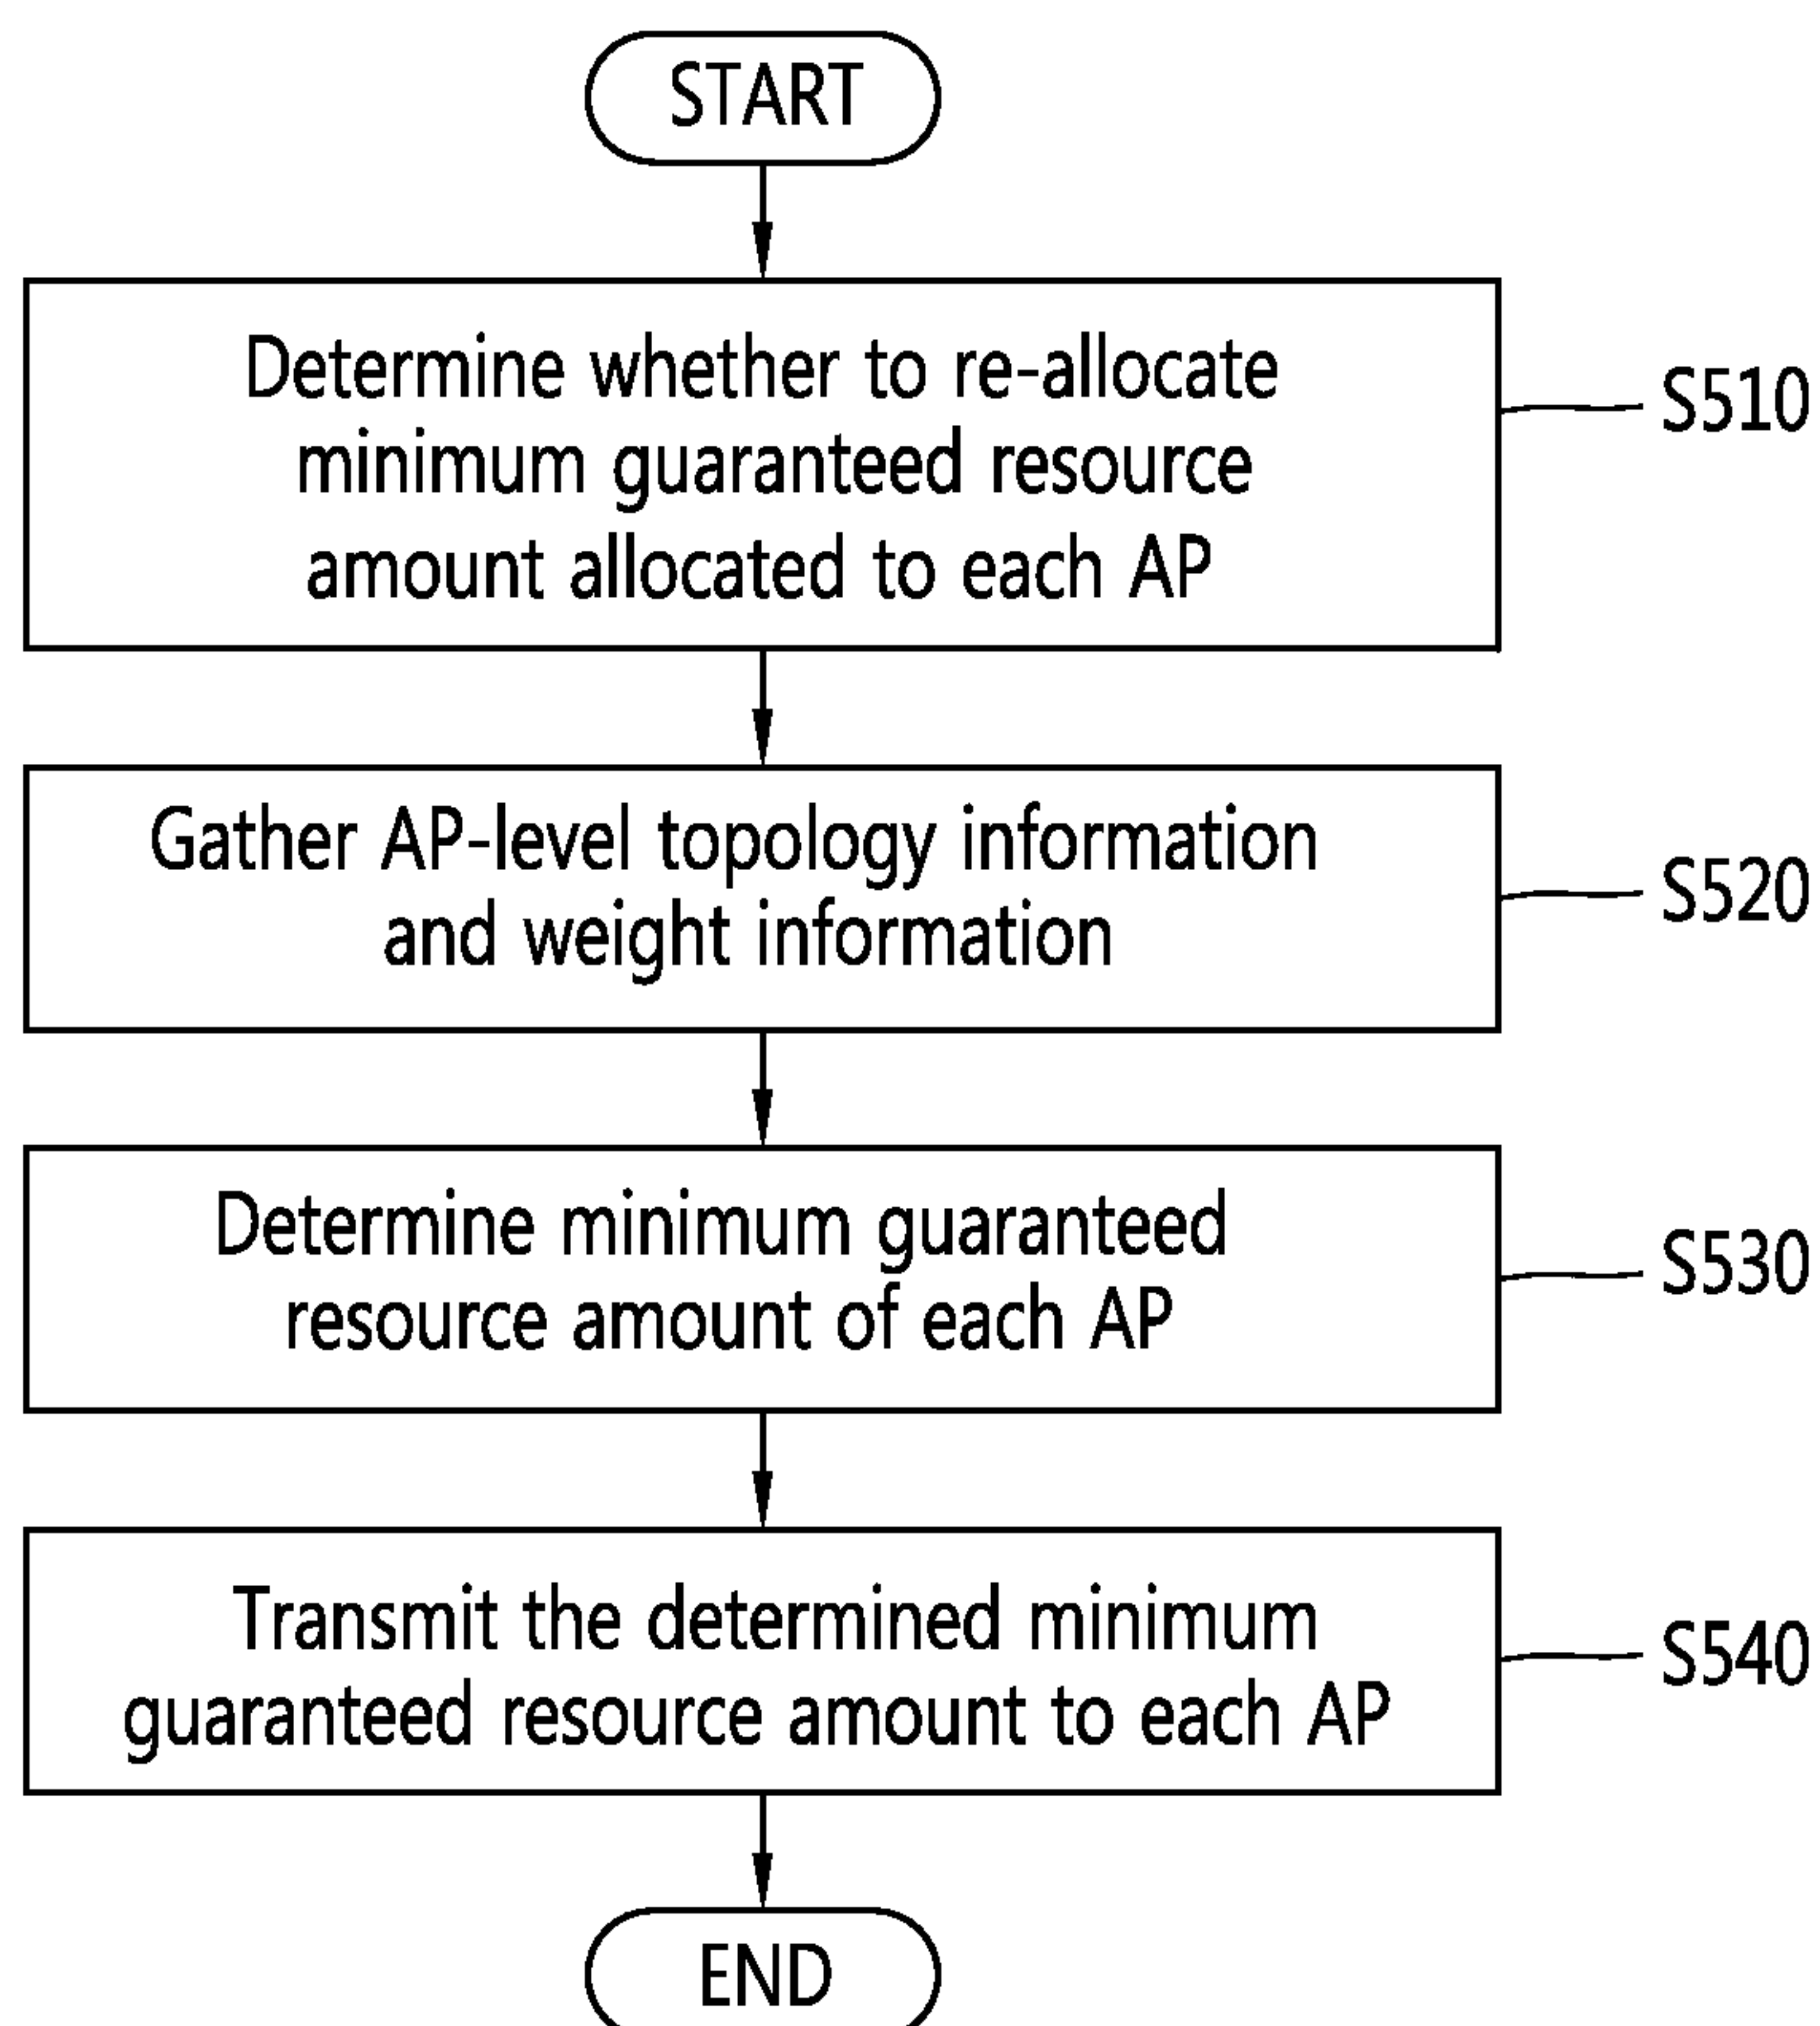 START
Determine whether to re-allocate
minimum guaranteed resource
amount allocated to each AP
S510
Gather AP-level topology information
and weight information
S520
Determine minimum guaranteed
resource amount of each AP
S530
Transmit the determined minimum
guaranteed resource amount to each AP
S540
END